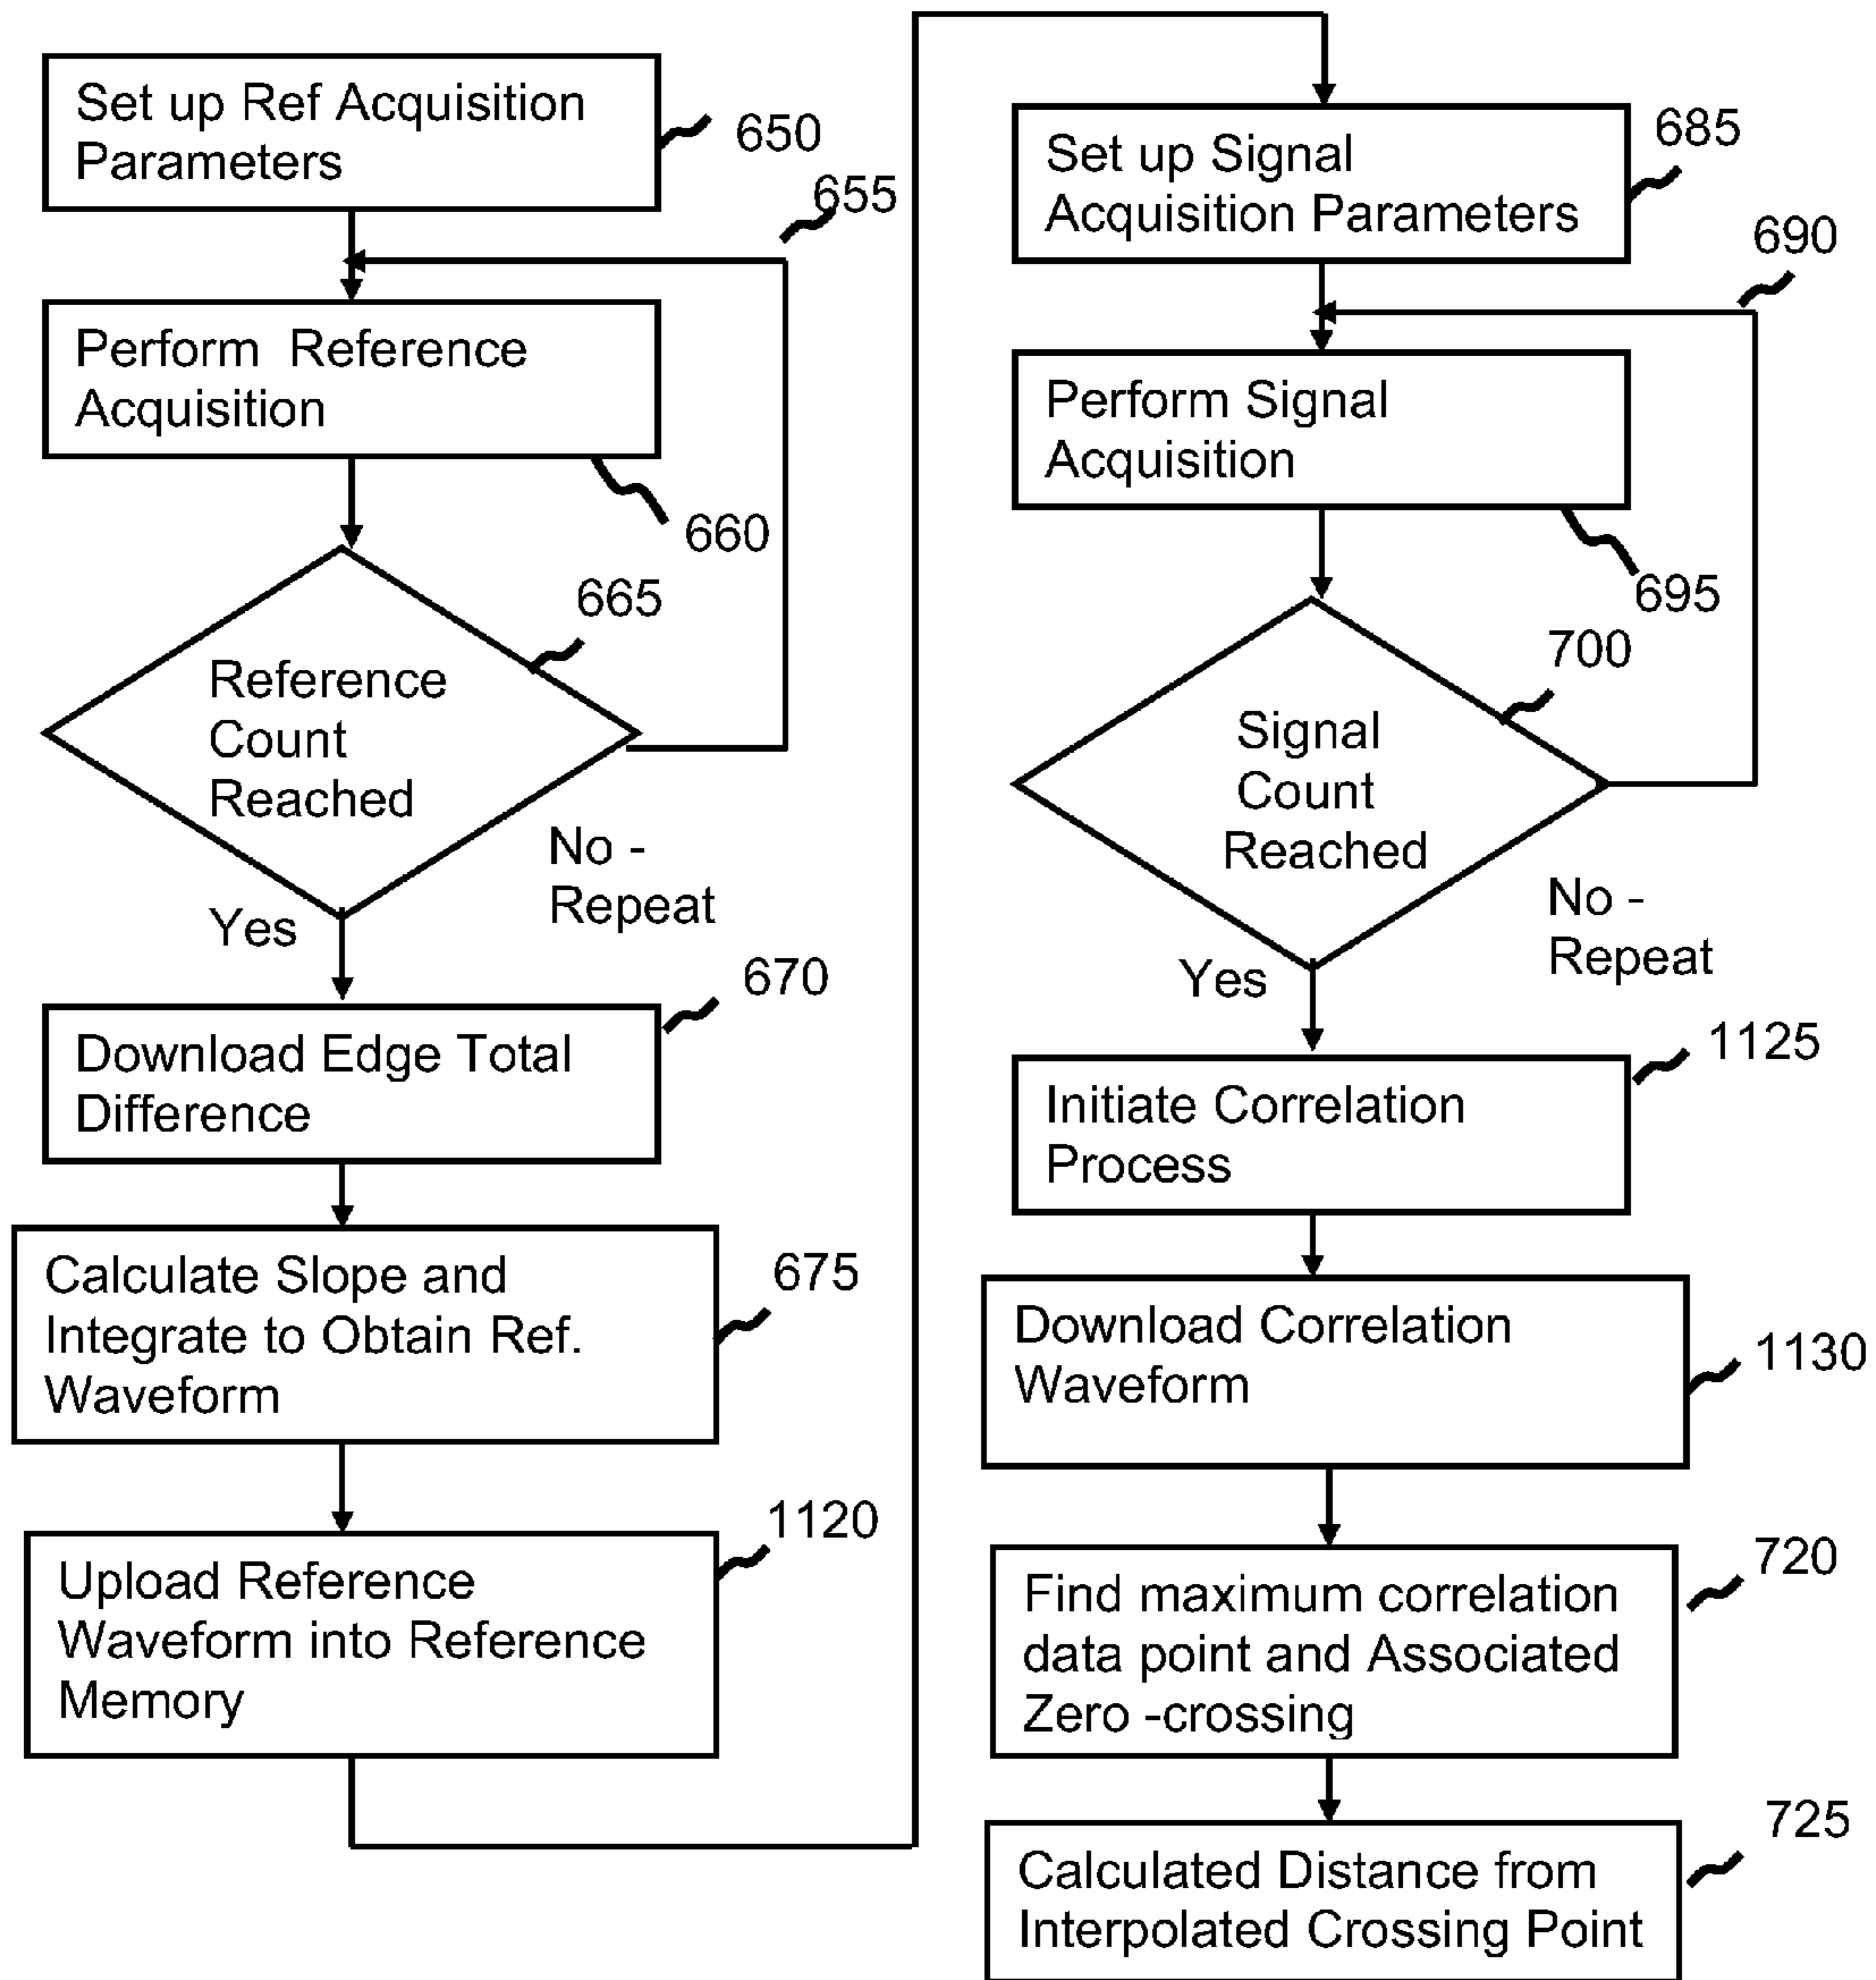 Set up Ref Acquisition
Parameters
650
655
Perform Reference
Acquisition
660
665
Reference
Count
Reached
No -
Repeat
Yes
670
Download Edge Total
Difference
Calculate Slope and
Integrate to Obtain Ref.
Waveform
675
1120
Upload Reference
Waveform into Reference
Memory
Set up Signal
Acquisition Parameters
685
690
Perform Signal
Acquisition
695
700
Signal
Count
Reached
No -
Repeat
Yes
1125
Initiate Correlation
Process
Download Correlation
Waveform
1130
720
Find maximum correlation
data point and Associated
Zero -crossing
725
Calculated Distance from
Interpolated Crossing Point